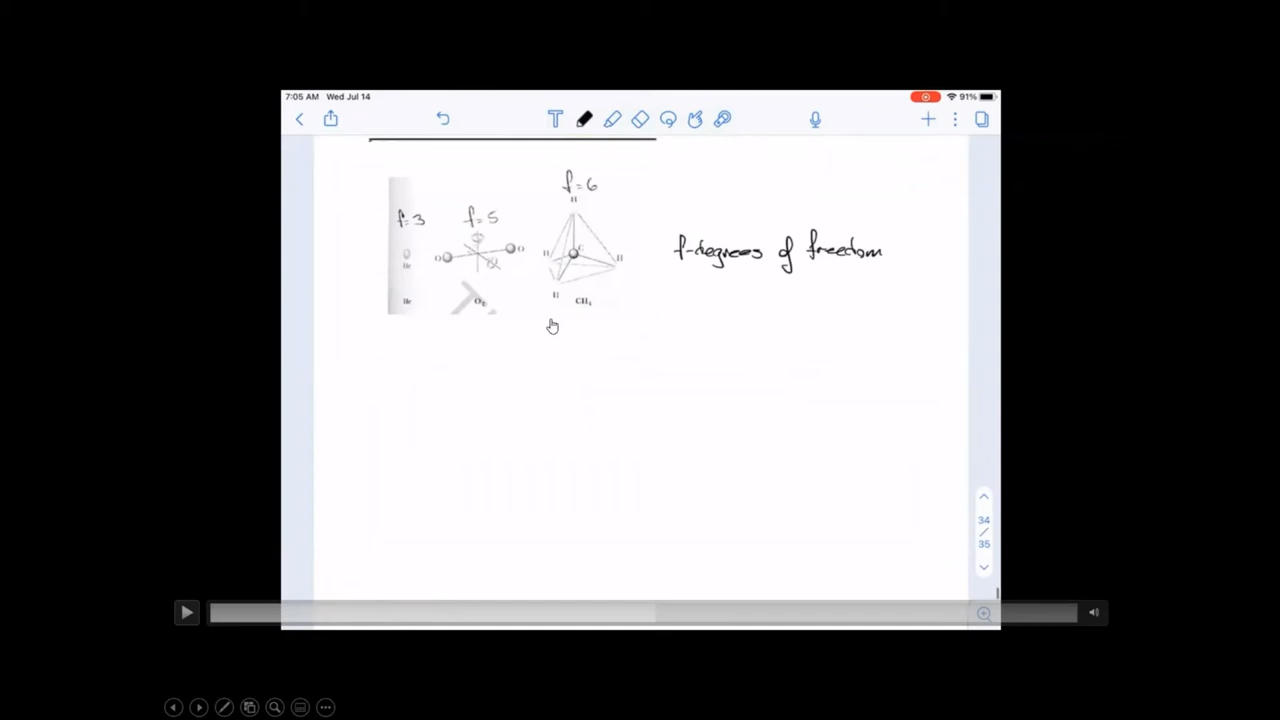 7:05 AM Wed Jul 14
91%
T
f=6
H
f=3
f=5
O
O
H
C
H
He
H
He
O₂
CH₄
f-degrees of freedom
34
/
35